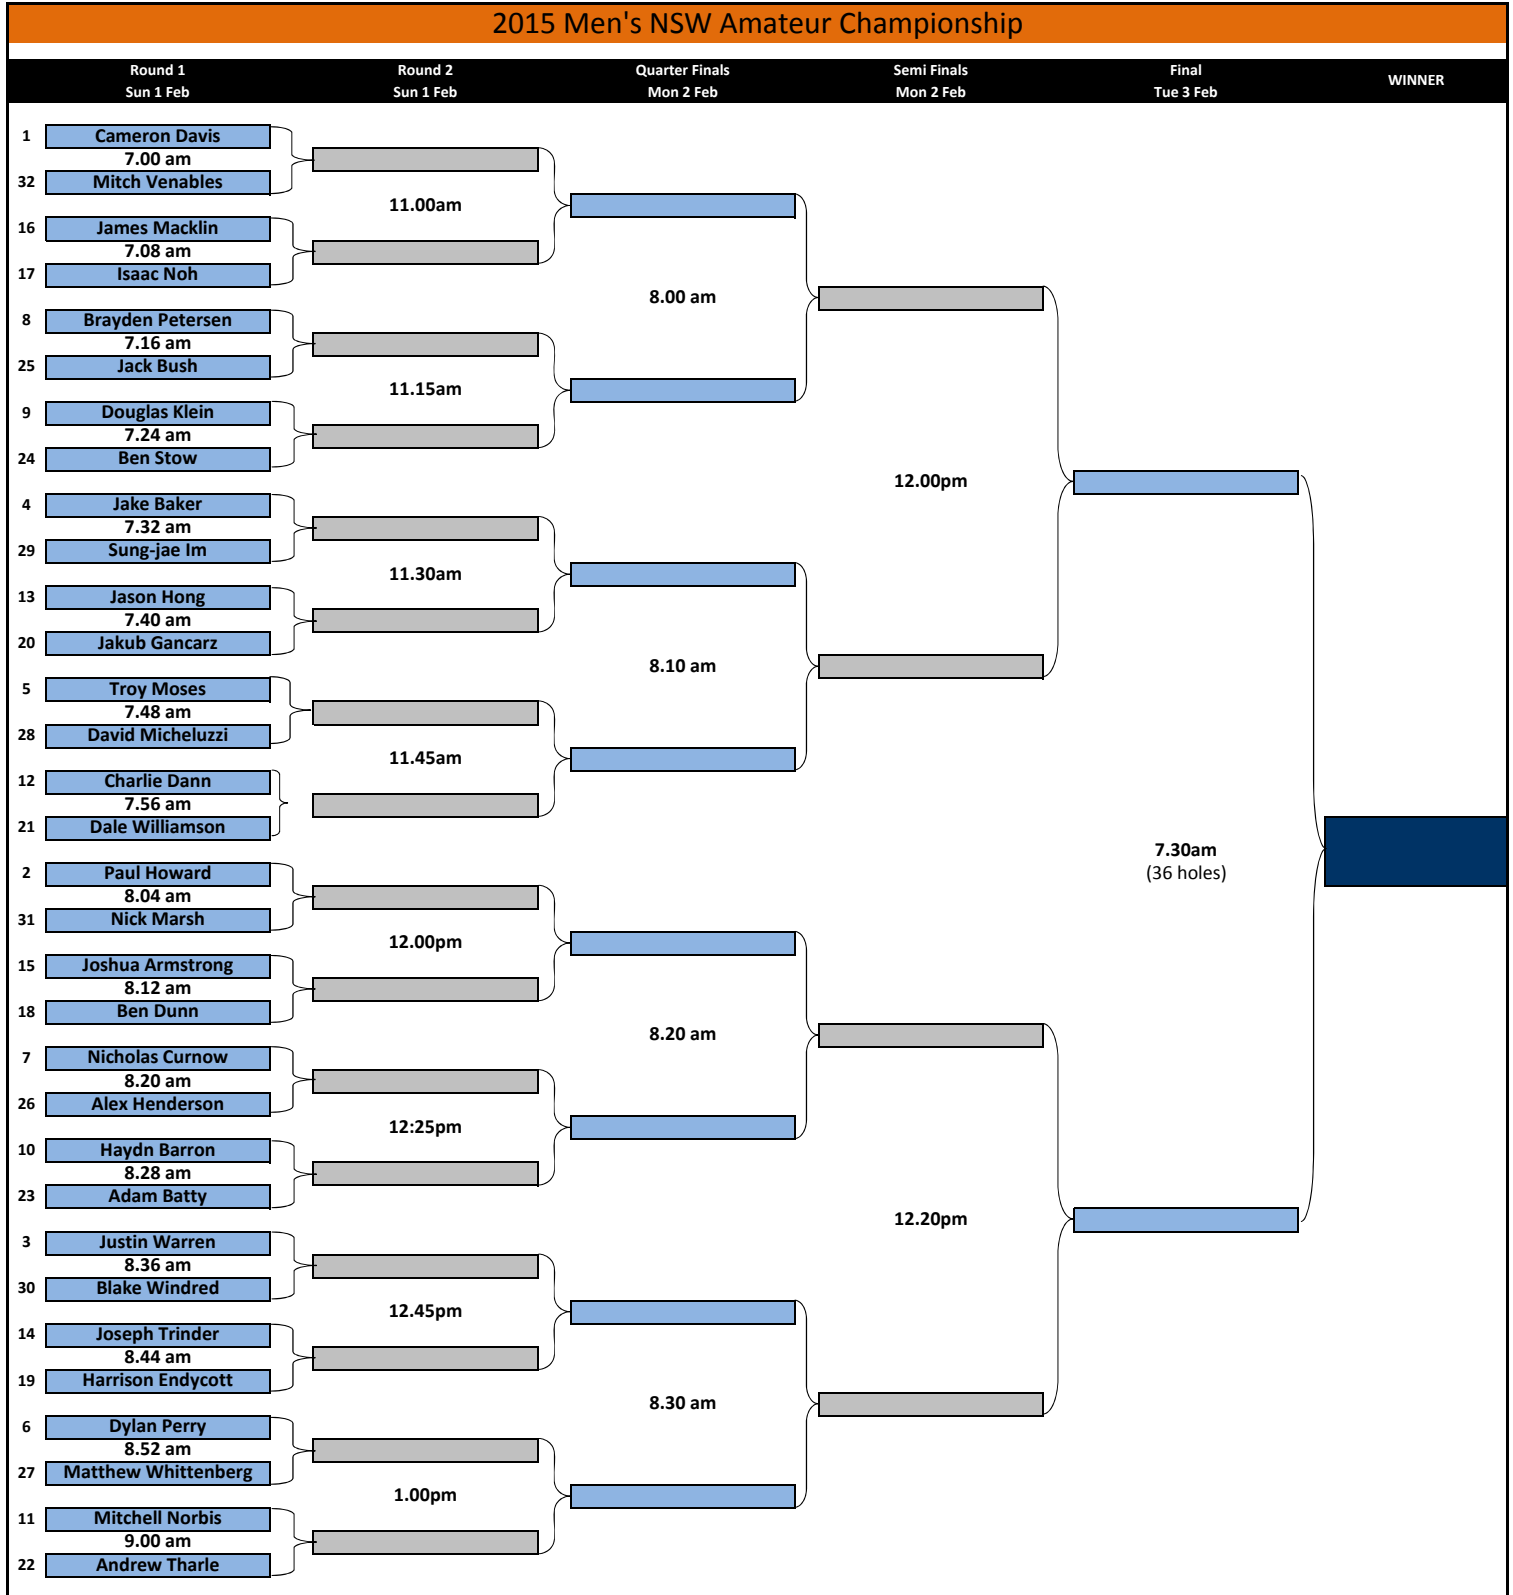 2015 Men's NSW Amateur Championship
Round 1 Round 2 Quarter Finals Semi Finals Final WINNER
Sun 1 Feb Sun 1 Feb Mon 2 Feb Mon 2 Feb Tue 3 Feb
1 Cameron Davis
7.00 am
32 Mitch Venables
11.00am
16 James Macklin
7.08 am
17 Isaac Noh
8.00 am
8 Brayden Petersen
7.16 am
25 Jack Bush
11.15am
9 Douglas Klein
7.24 am
24 Ben Stow
12.00pm
4 Jake Baker
7.32 am
29 Sung-jae Im
11.30am
13 Jason Hong
7.40 am
20 Jakub Gancarz
8.10 am
5 Troy Moses
7.48 am
28 David Micheluzzi
11.45am
12 Charlie Dann
7.56 am
21 Dale Williamson
7.30am
(36 holes)
2 Paul Howard
8.04 am
31 Nick Marsh
12.00pm
15 Joshua Armstrong
8.12 am
18 Ben Dunn
8.20 am
7 Nicholas Curnow
8.20 am
26 Alex Henderson
12:25pm
10 Haydn Barron
8.28 am
23 Adam Batty
12.20pm
3 Justin Warren
8.36 am
30 Blake Windred
12.45pm
14 Joseph Trinder
8.44 am
19 Harrison Endycott
8.30 am
6 Dylan Perry
8.52 am
27 Matthew Whittenberg
1.00pm
11 Mitchell Norbis
9.00 am
22 Andrew Tharle